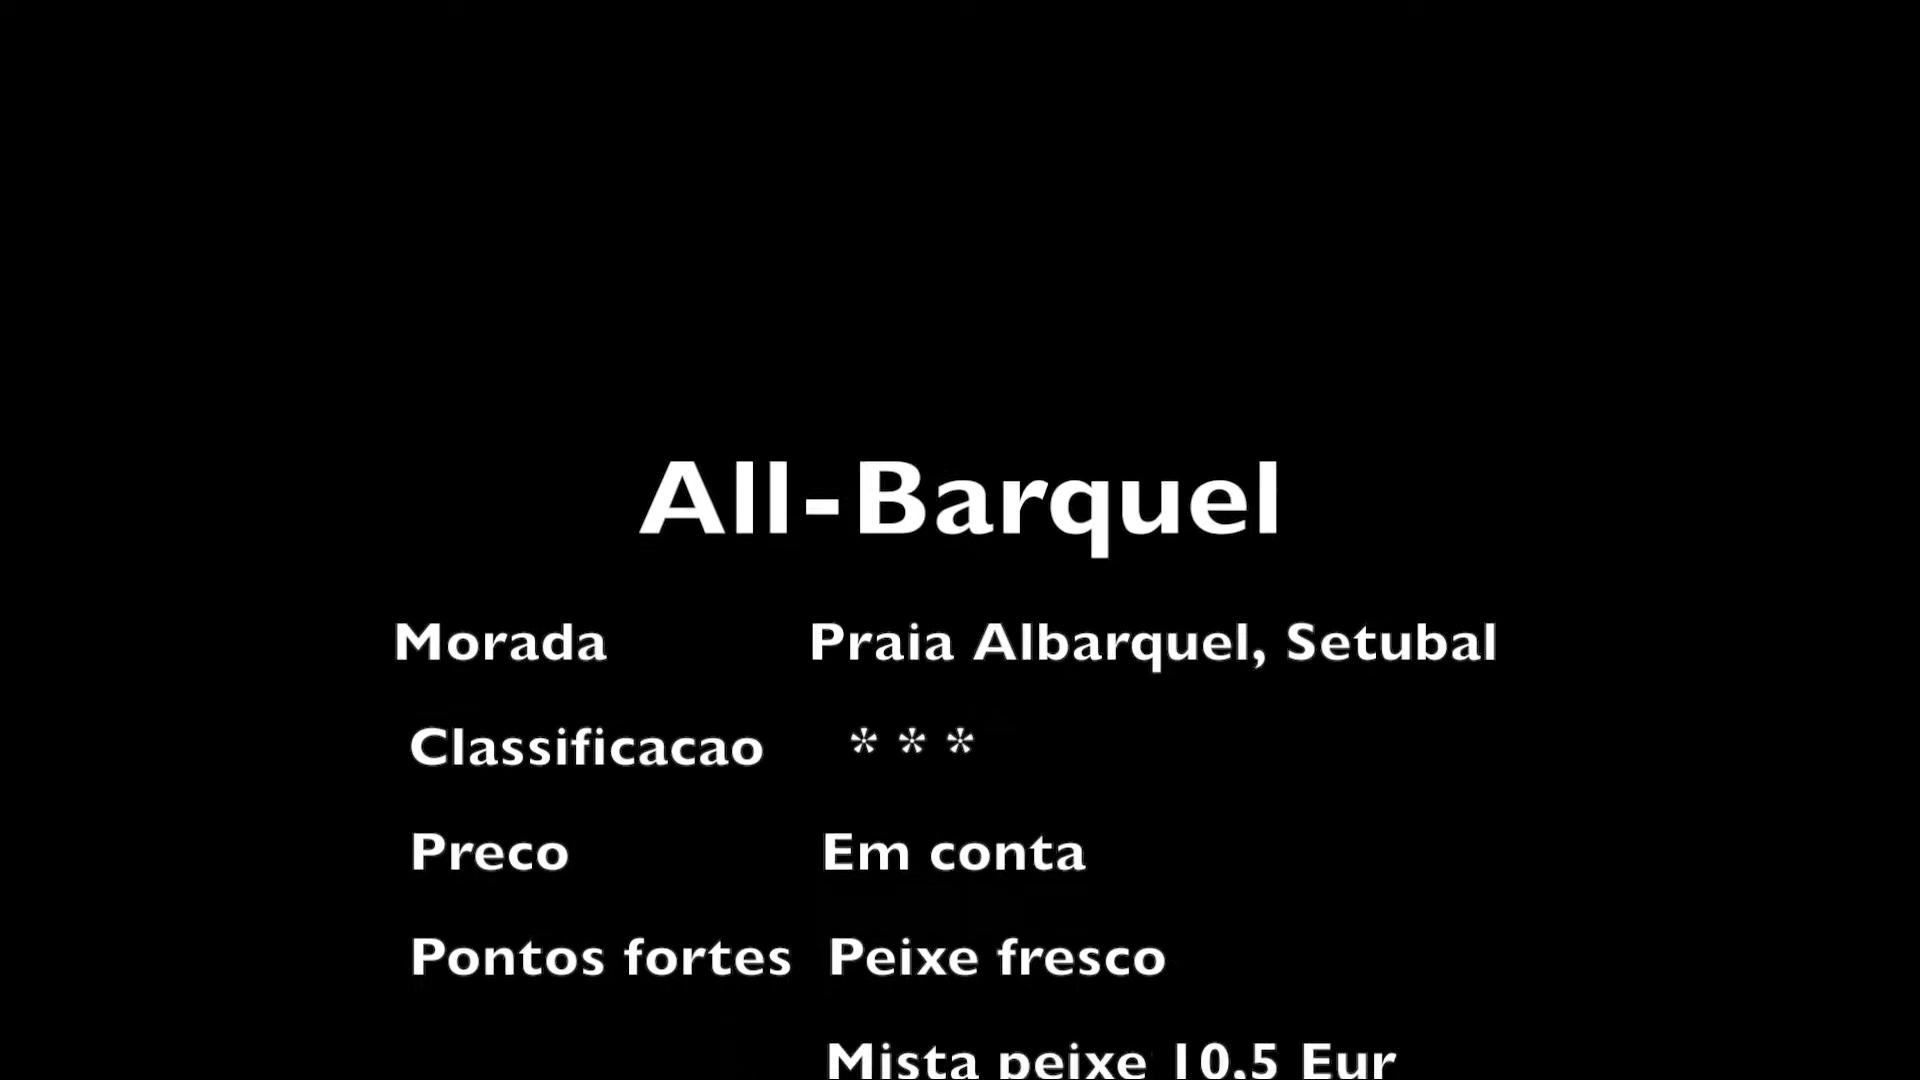 All-Barquel
Morada Praia Albarquel, Setubal
Classificacao * * *
Preco Em conta
Pontos fortes Peixe fresco
Mista peixe 10,5 Eur